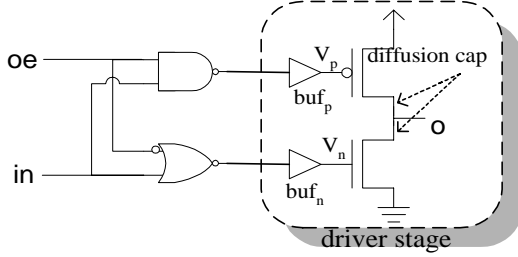 oe
in
V_p
buf_p
diffusion cap
o
V_n
buf_n
driver stage